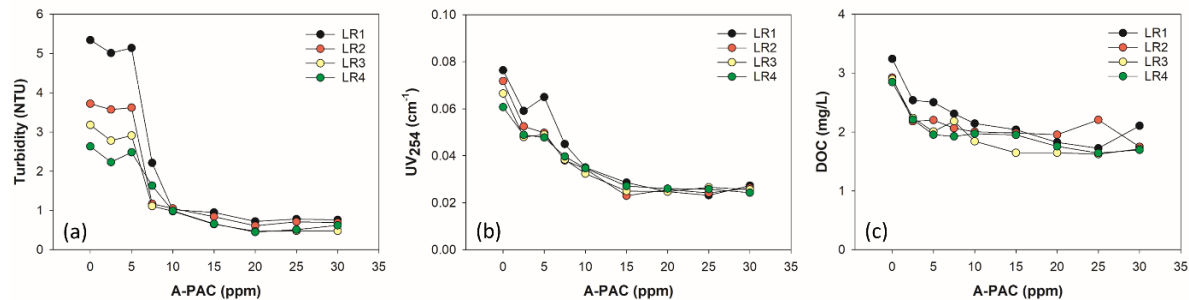 Turbidity (NTU)
6
5
4
3
2
1
0
LR1
LR2
LR3
LR4
(a)
0 5 10 15 20 25 30 35
A-PAC (ppm)
UV254 (cm-1)
0.10
0.08
0.06
0.04
0.02
0.00
LR1
LR2
LR3
LR4
(b)
0 5 10 15 20 25 30 35
A-PAC (ppm)
DOC (mg/L)
4
3
2
1
0
LR1
LR2
LR3
LR4
(c)
0 5 10 15 20 25 30 35
A-PAC (ppm)